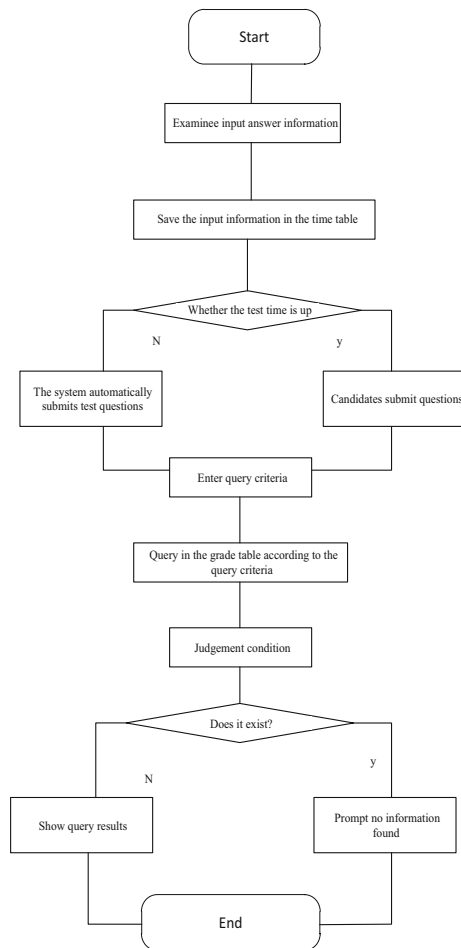 Start
Examinee input answer information
Save the input information in the time table
Whether the test time is up
N
y
The system automatically
submits test questions
Candidates submit questions
Enter query criteria
Query in the grade table according to the
query criteria
Judgement condition
Does it exist?
N
y
Show query results
Prompt no information
found
End